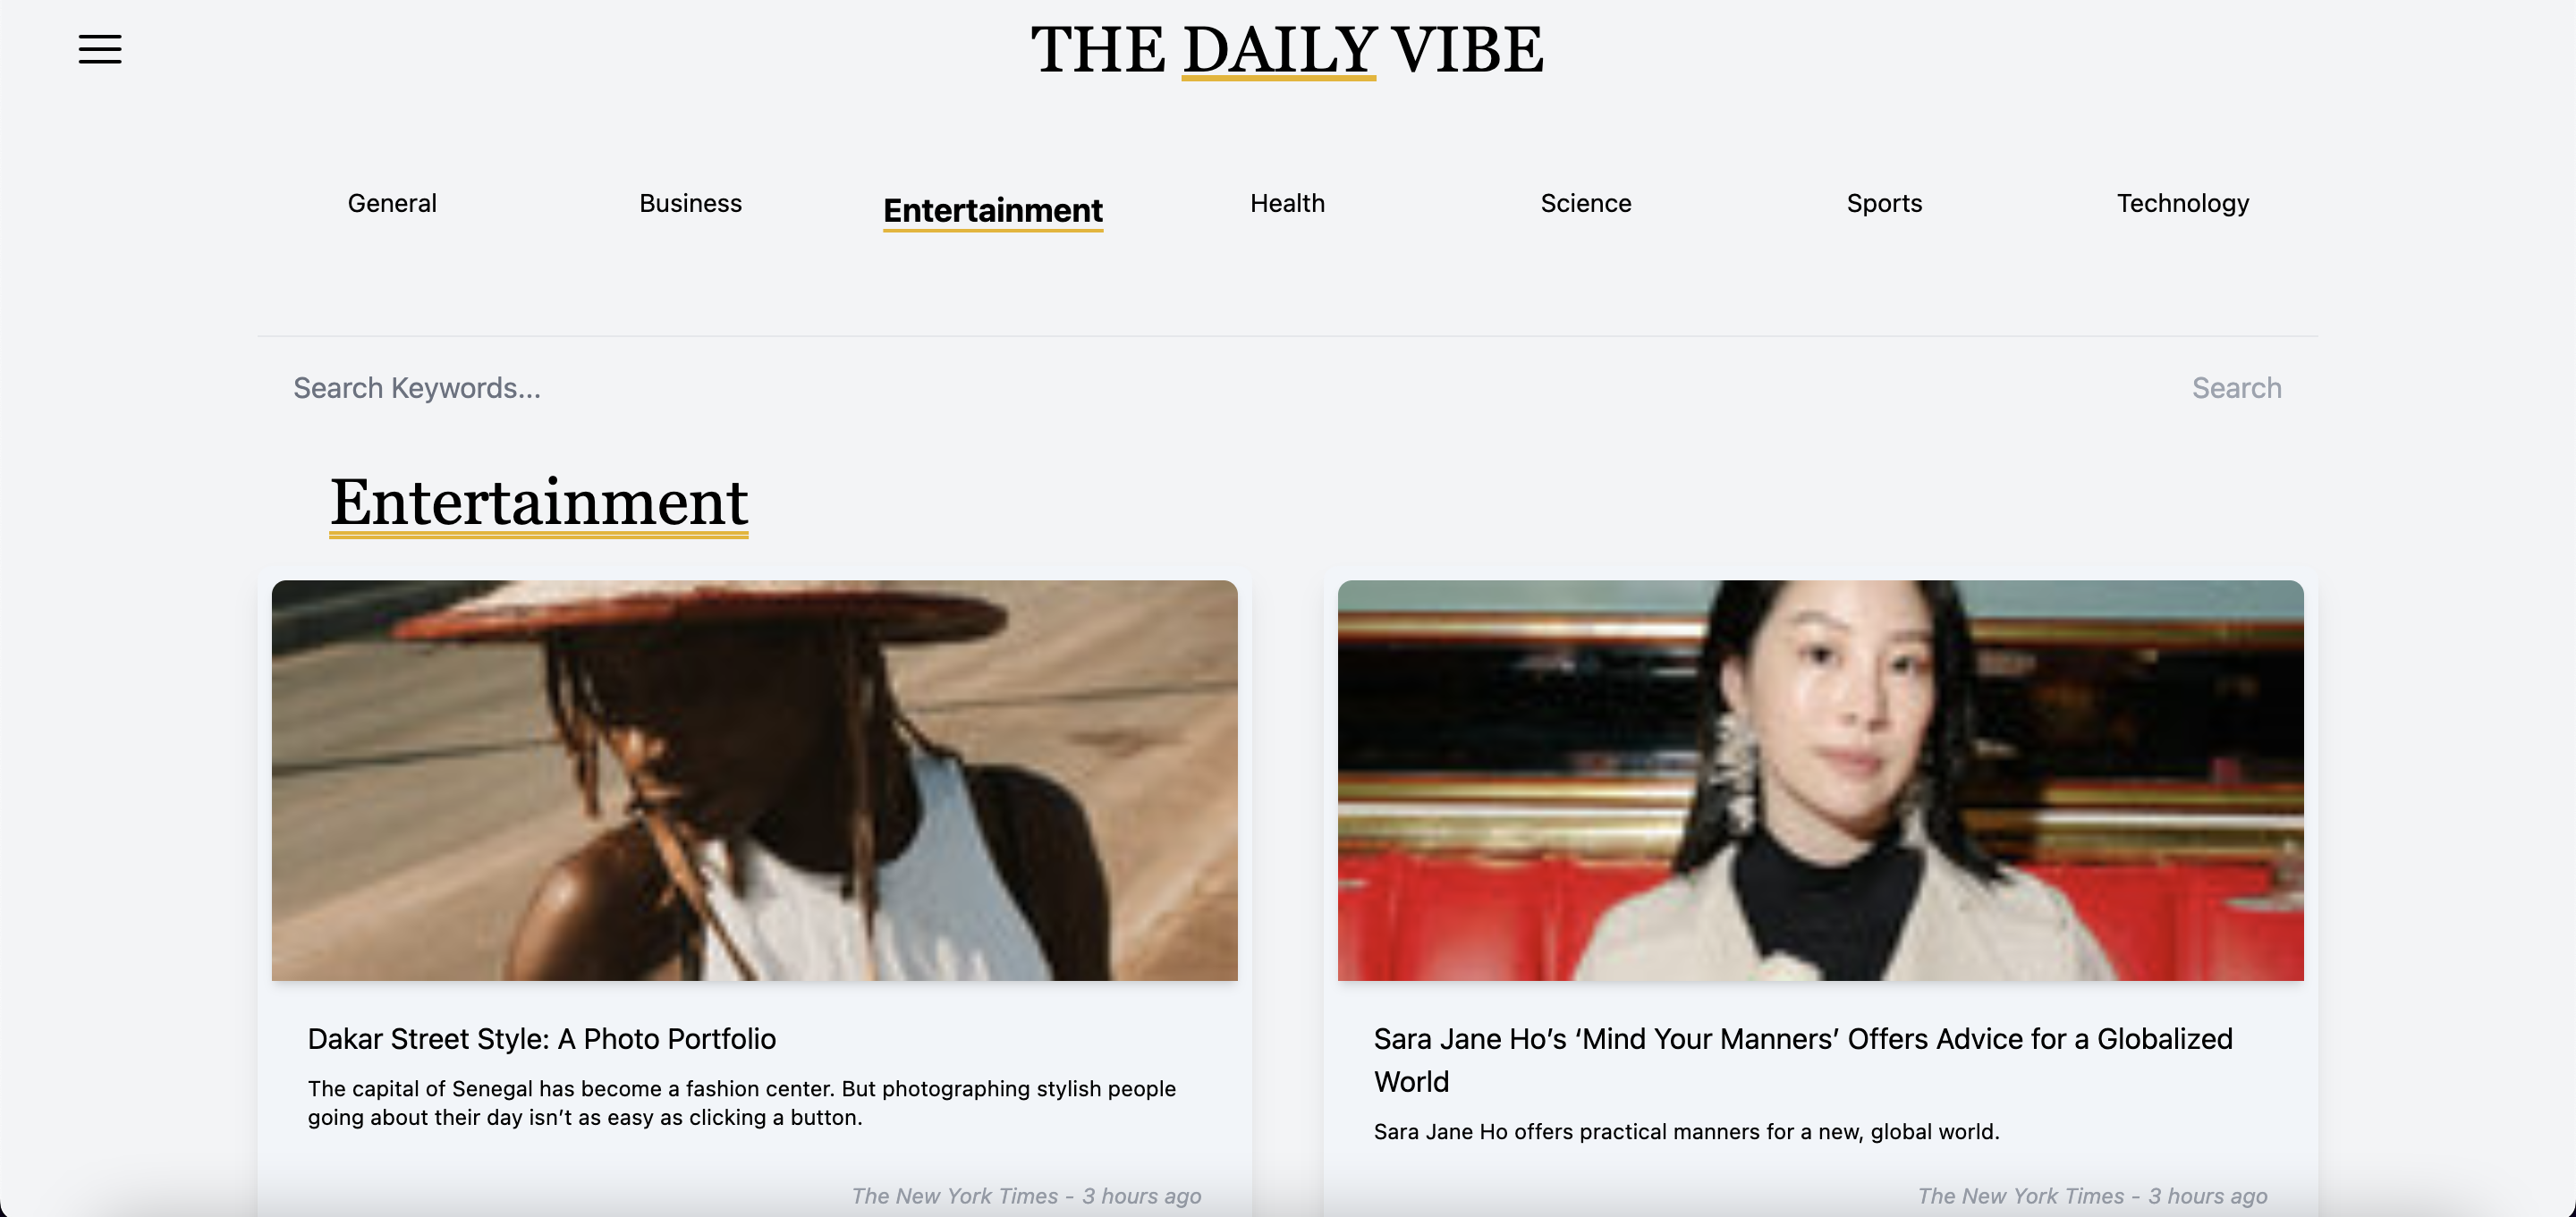 THE DAILY VIBE
General Business Entertainment Health Science Sports Technology
Search Keywords... Search
Entertainment
Dakar Street Style: A Photo Portfolio
The capital of Senegal has become a fashion center. But photographing stylish people
going about their day isn’t as easy as clicking a button.
The New York Times - 3 hours ago
Sara Jane Ho’s ‘Mind Your Manners’ Offers Advice for a Globalized
World
Sara Jane Ho offers practical manners for a new, global world.
The New York Times - 3 hours ago